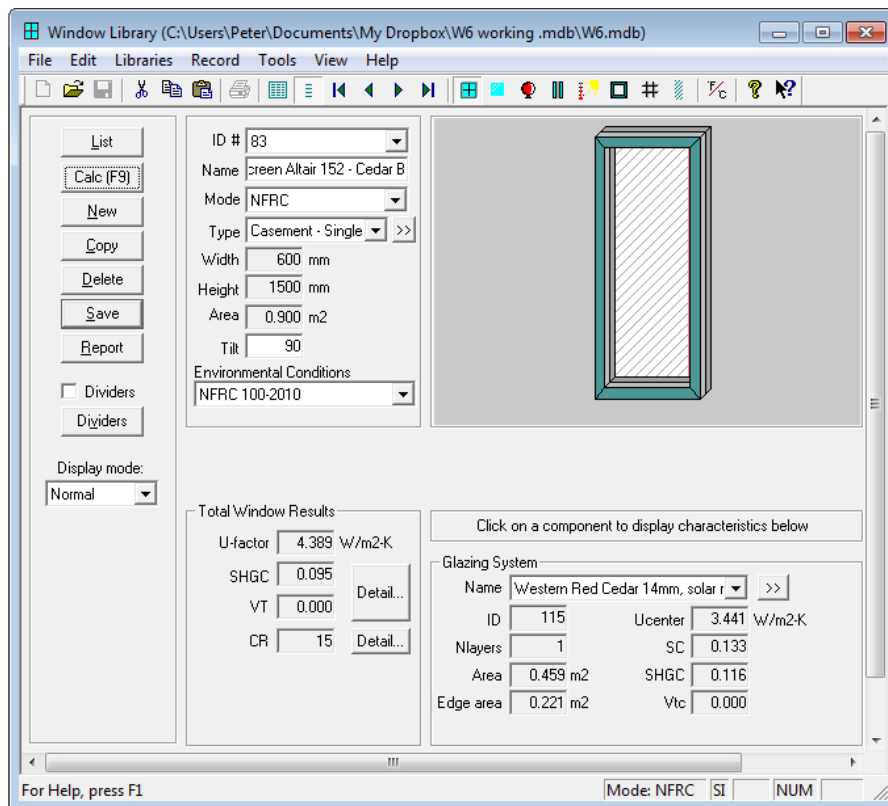 Window Library (C:\Users\Peter\Documents\My Dropbox\W6 working .mdb\W6.mdb)
File Edit Libraries Record Tools View Help
F/C ? ?
List
Calc (F9)
New
Copy
Delete
Save
Report
Dividers
Dividers
Display mode:
Normal
ID # 83
Name creen Altair 152 - Cedar B
Mode NFRC
Type Casement - Single >>
Width 600 mm
Height 1500 mm
Area 0.900 m2
Tilt 90
Environmental Conditions
NFRC 100-2010
Total Window Results
U-factor 4.389 W/m2-K
SHGC 0.095
VT 0.000
Detail...
CR 15 Detail...
Click on a component to display characteristics below
Glazing System
Name Western Red Cedar 14mm, solar r >>
ID 115 Ucenter 3.441 W/m2-K
Nlayers 1 SC 0.133
Area 0.459 m2 SHGC 0.116
Edge area 0.221 m2 Vtc 0.000
For Help, press F1
Mode: NFRC SI NUM